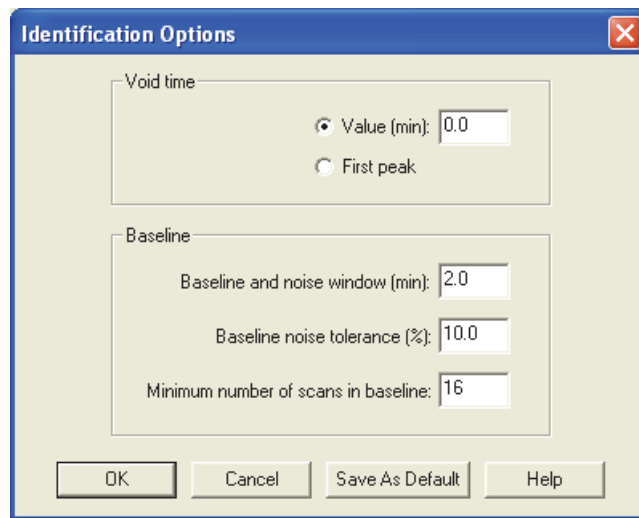 Identification Options
Void time
Value (min): 0.0
First peak
Baseline
Baseline and noise window (min): 2.0
Baseline noise tolerance (%): 10.0
Minimum number of scans in baseline: 16
OK Cancel Save As Default Help